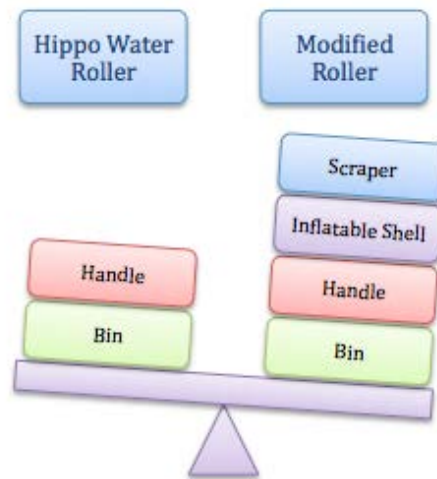 Hippo Water
Roller
Modified
Roller
Handle
Bin
Scraper
Inflatable Shell
Handle
Bin